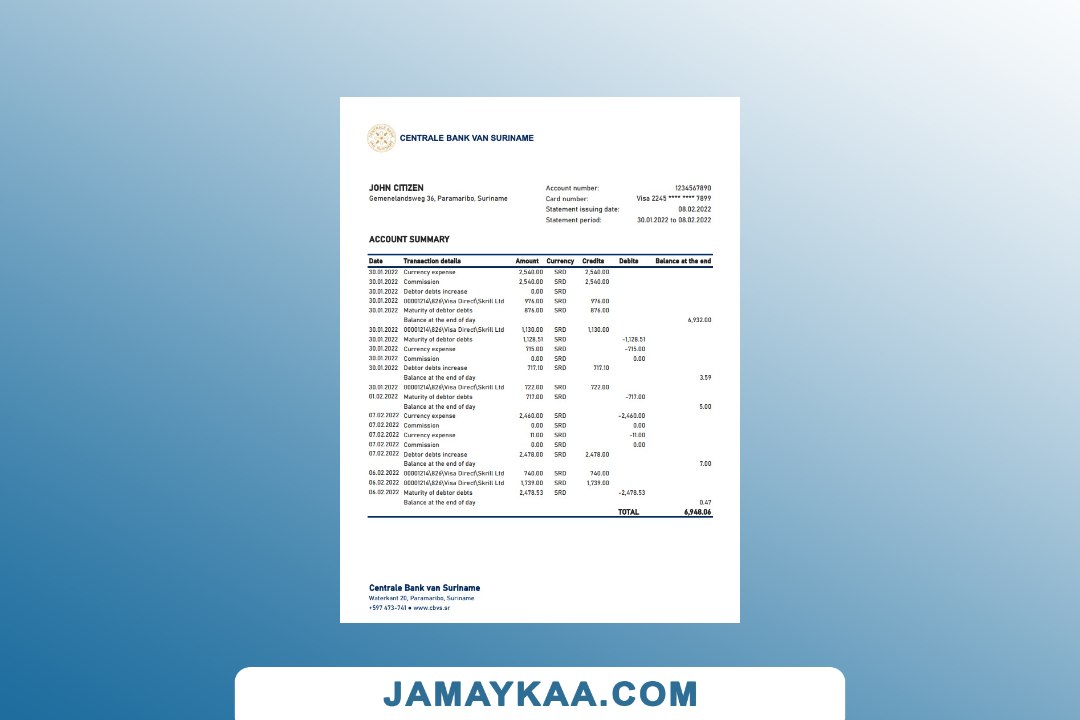 CENTRALE BANK VAN SURINAME
JOHN CITIZEN
Gemenelandsweg 36, Paramaribo, Suriname
Account number: 1234567890
Card number: Visa 2245 **** **** 7899
Statement issuing date: 08.02.2022
Statement period: 30.01.2022 to 08.02.2022
ACCOUNT SUMMARY
Date Transaction details Amount Currency Credits Debits Balance at the end
30.01.2022 Currency expense 2,540.00 SRD 2,540.00
30.01.2022 Commission 2,540.00 SRD 2,540.00
30.01.2022 Debtor debts increase 0.00 SRD
30.01.2022 00001214\826\Visa Direct\Skrill Ltd 976.00 SRD 976.00
30.01.2022 Maturity of debtor debts 876.00 SRD 876.00
Balance at the end of day 6,932.00
30.01.2022 00001214\826\Visa Direct\Skrill Ltd 1,130.00 SRD 1,130.00
30.01.2022 Maturity of debtor debts 1,128.51 SRD -1,128.51
30.01.2022 Currency expense 715.00 SRD -715.00
30.01.2022 Commission 0.00 SRD 0.00
30.01.2022 Debtor debts increase 717.10 SRD 717.10
Balance at the end of day 3.59
30.01.2022 00001214\826\Visa Direct\Skrill Ltd 722.00 SRD 722.00
01.02.2022 Maturity of debtor debts 717.00 SRD -717.00
Balance at the end of day 5.00
07.02.2022 Currency expense 2,460.00 SRD -2,460.00
07.02.2022 Commission 0.00 SRD 0.00
07.02.2022 Currency expense 11.00 SRD -11.00
07.02.2022 Commission 0.00 SRD 0.00
07.02.2022 Debtor debts increase 2,478.00 SRD 2,478.00
Balance at the end of day 7.00
06.02.2022 00001214\826\Visa Direct\Skrill Ltd 740.00 SRD 740.00
06.02.2022 00001214\826\Visa Direct\Skrill Ltd 1,739.00 SRD 1,739.00
06.02.2022 Maturity of debtor debts 2,478.53 SRD -2,478.53
Balance at the end of day 0.47
TOTAL 6,948.06
Centrale Bank van Suriname
Waterkant 20, Paramaribo, Suriname
+597 473-741 ● www.cbvs.sr
JAMAYKAA.COM